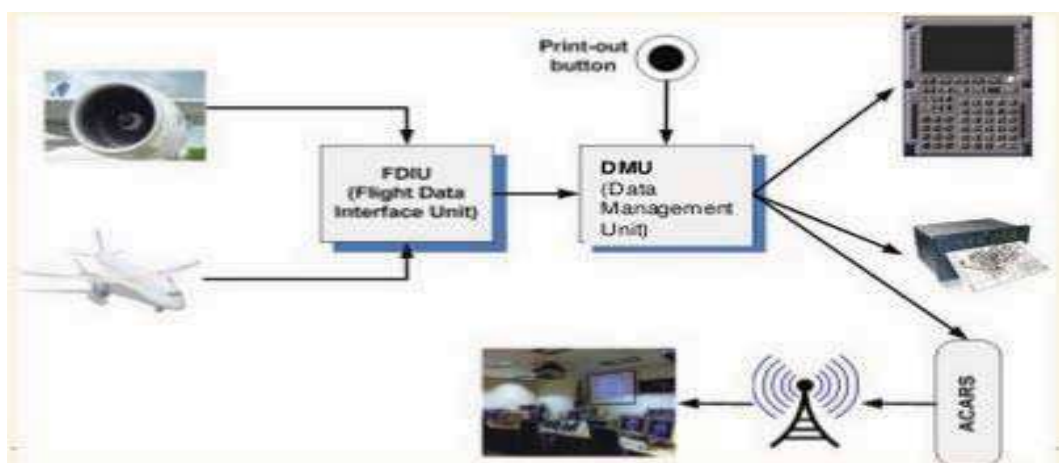 Print-out
button
FDIU
(Flight Data
Interface Unit)
DMU
(Data
Management
Unit)
ACARS